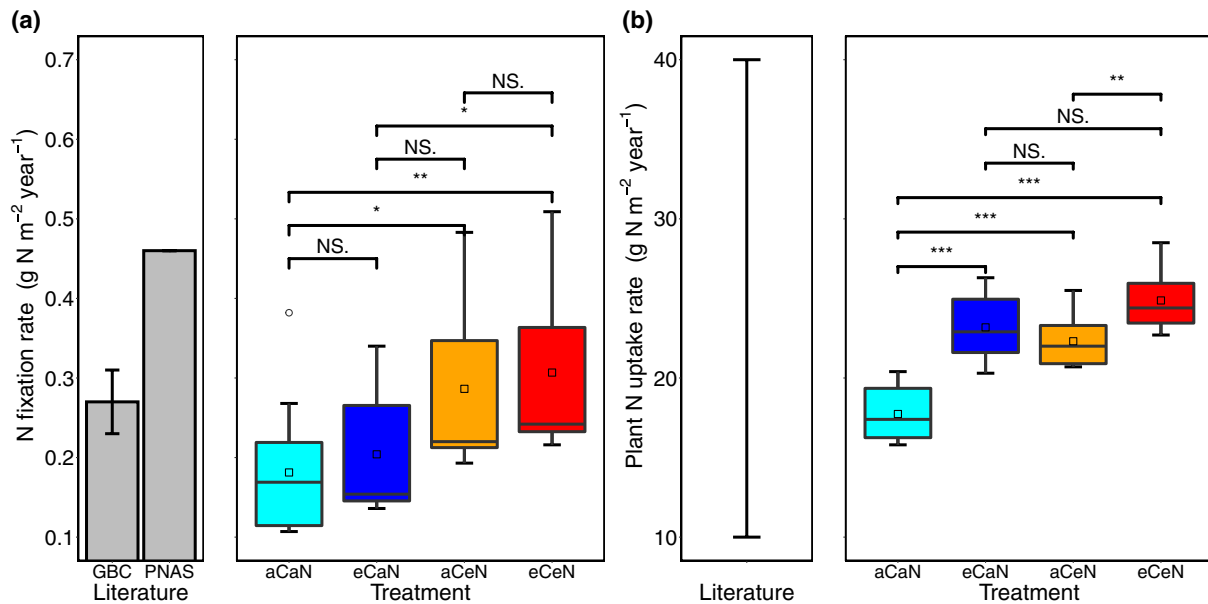 (a)
N fixation rate (g N m−2 year−1)
0.7
0.6
0.5
0.4
0.3
0.2
0.1
GBC PNAS
Literature
NS.
*
NS.
**
*
NS.
aCaN eCaN aCeN eCeN
Treatment
(b)
Plant N uptake rate (g N m−2 year−1)
40
30
20
10
Literature
**
NS.
NS.
***
***
***
aCaN eCaN aCeN eCeN
Treatment